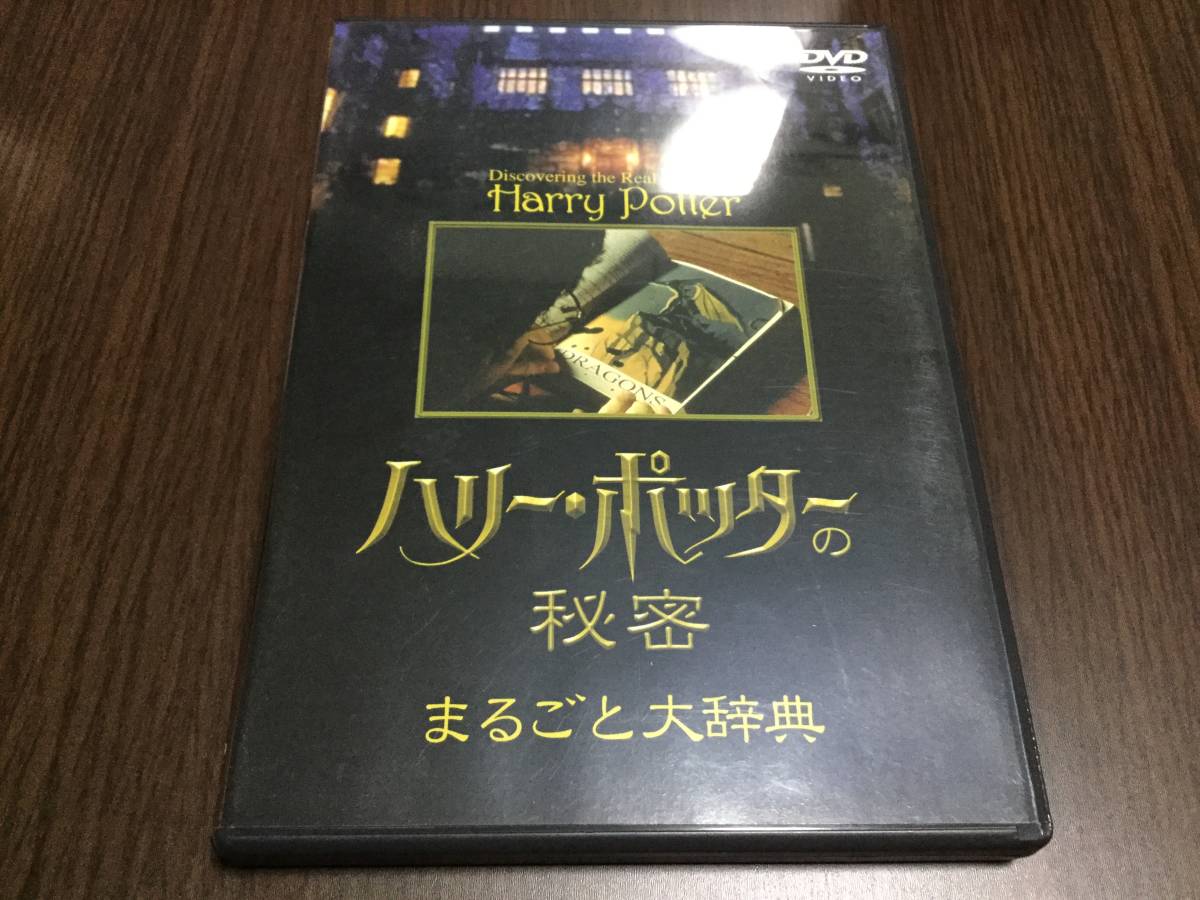 DVD
VIDEO
Discovering the Real
Harry Potter
DRAGONS
ハリー・ポッターの
秘密
まるごと大辞典